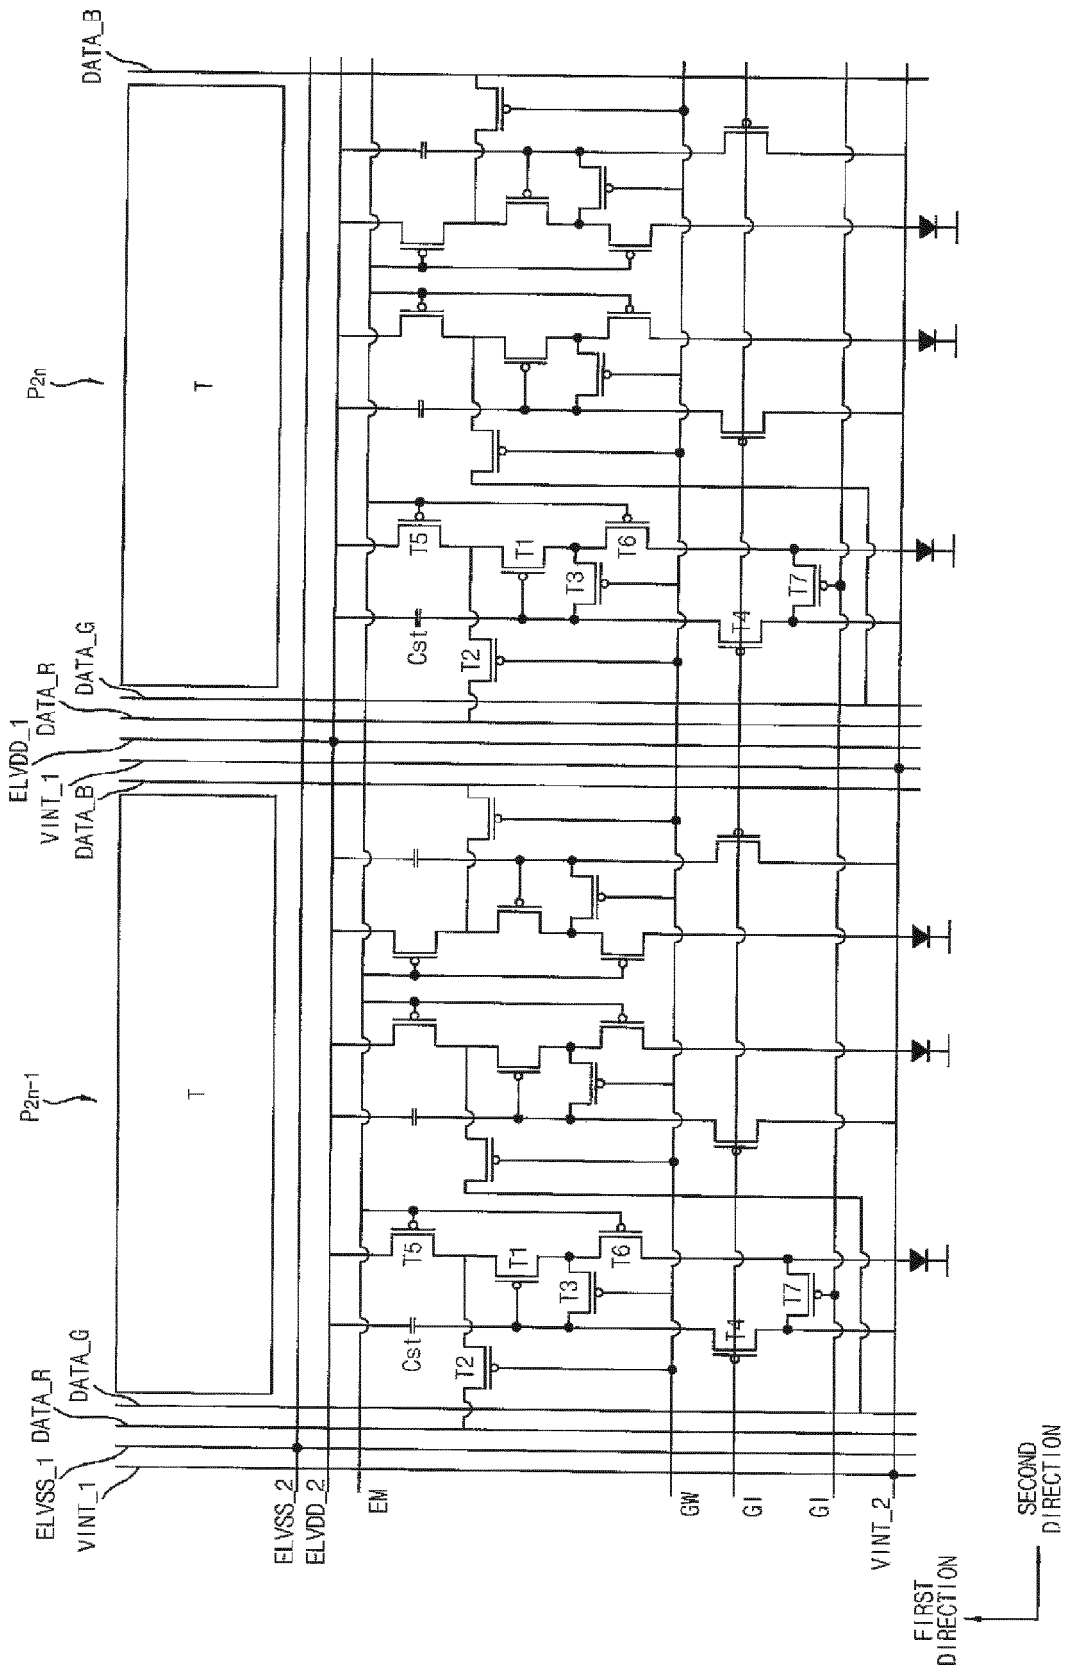 ELVSS_1
VINT_1
DATA_R
DATA_G
P2n-1
T
ELVDD_1
VINT_1
DATA_B
DATA_R
DATA_G
P2n
T
DATA_B
ELVSS_2
ELVDD_2
EM
T5
T5
Cst
Cst
T2
T2
T1
T1
T3
T3
T6
T6
GW
GI
T4
T4
T7
T7
GI
VINT_2
FIRST
DIRECTION
SECOND
DIRECTION